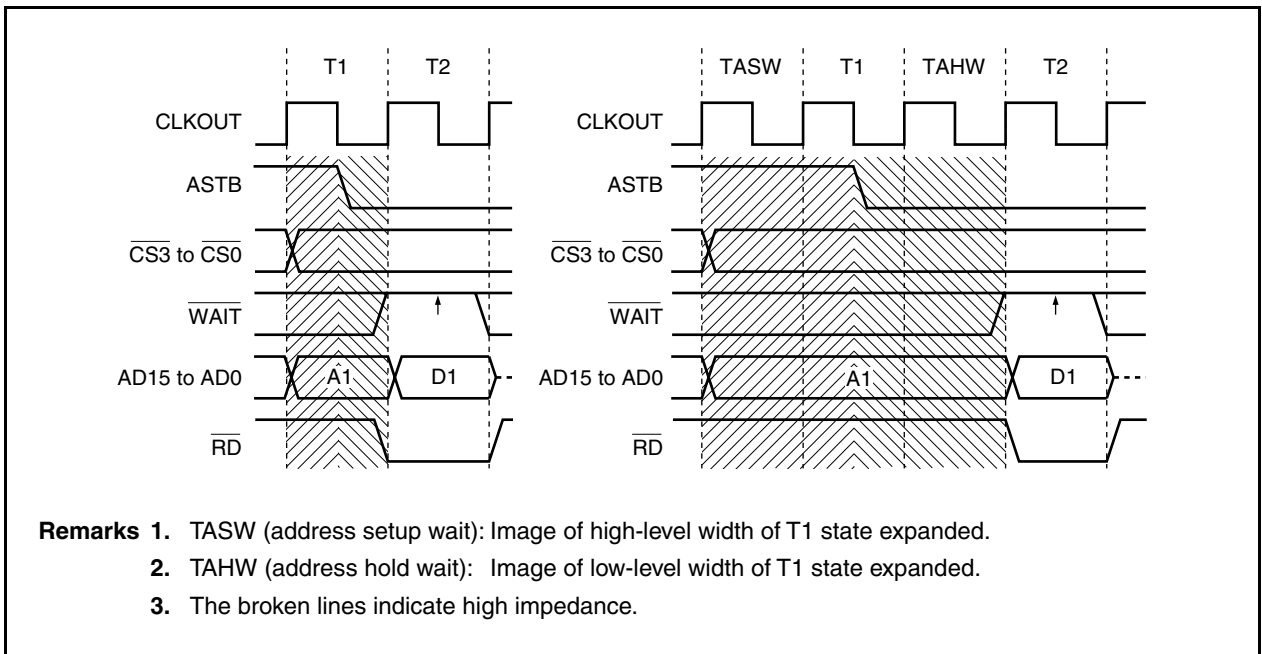 T1 T2 TASW T1 TAHW T2
CLKOUT CLKOUT
ASTB ASTB
CS3 to CS0 CS3 to CS0
WAIT WAIT
AD15 to AD0 A1 D1 AD15 to AD0 A1 D1
RD RD
Remarks 1. TASW (address setup wait): Image of high-level width of T1 state expanded.
2. TAHW (address hold wait): Image of low-level width of T1 state expanded.
3. The broken lines indicate high impedance.